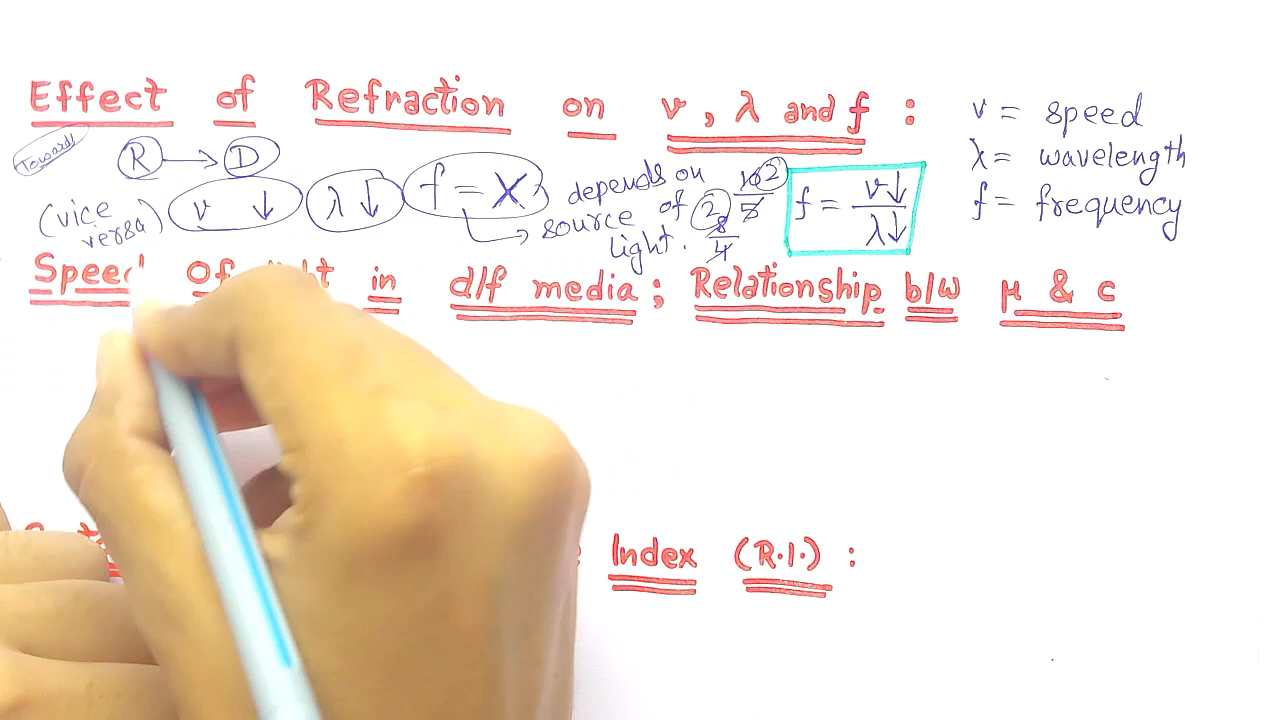 Effect of Refraction on v, λ and f :
v = speed
λ = wavelength
f = frequency
Towards
R → D
v ↓ λ ↓ f = X
(vice versa)
depends on
source of
light.
10 2
5
2 8
4
f = v↓
λ↓
Speed Of in d/f media ; Relationship b/w μ & c
Index (R.I.) :